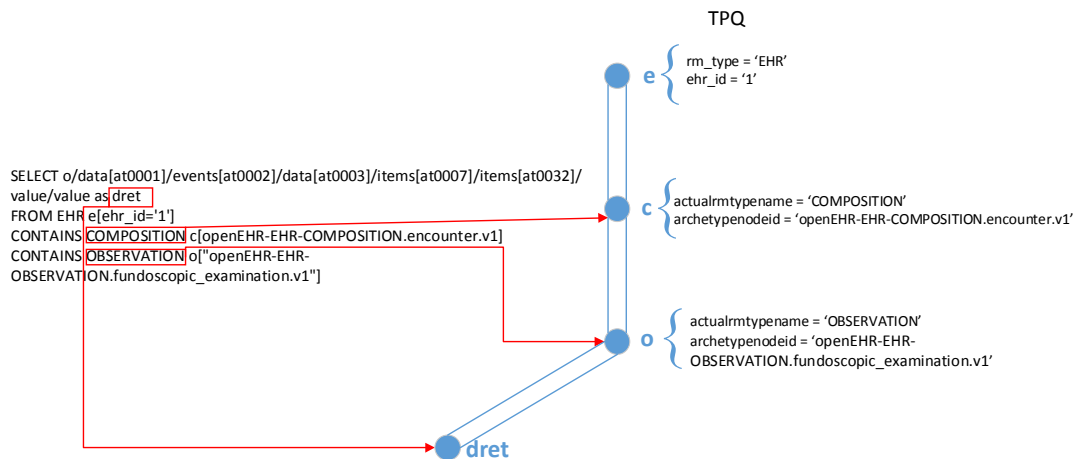 TPQ
e
rm_type = ‘EHR’
ehr_id = ‘1’
SELECT o/data[at0001]/events[at0002]/data[at0003]/items[at0007]/items[at0032]/
value/value as dret
FROM EHR e[ehr_id='1']
CONTAINS COMPOSITION c[openEHR-EHR-COMPOSITION.encounter.v1]
CONTAINS OBSERVATION o["openEHR-EHR-
OBSERVATION.fundoscopic_examination.v1"]
c
actualrmtypename = ‘COMPOSITION’
archetypenodeid = ‘openEHR-EHR-COMPOSITION.encounter.v1’
o
actualrmtypename = ‘OBSERVATION’
archetypenodeid = ‘openEHR-EHR-
OBSERVATION.fundoscopic_examination.v1’
dret